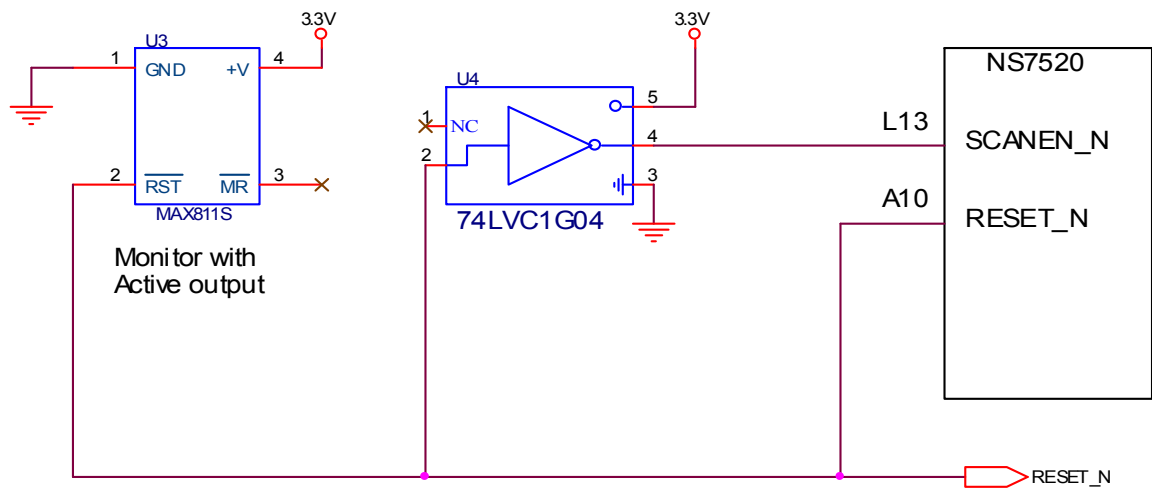 3.3V
3.3V
U3
1
GND
+V
4
2
RST
MR
3
MAX811S
Monitor with
Active output
U4
1
NC
5
2
4
3
74LVC1G04
NS7520
L13
SCANEN_N
A10
RESET_N
RESET_N